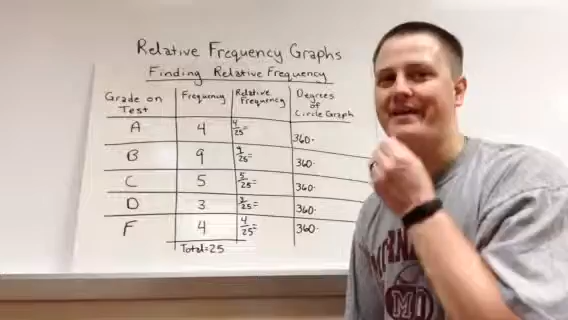 Relative Frequency Graphs
Finding Relative Frequency
Grade on Test Frequency Relative Frequency Degrees of Circle Graph
A 4 4/25= 360·
B 9 9/25= 360·
C 5 5/25= 360·
D 3 3/25= 360·
F 4 4/25= 360·
Total=25
M